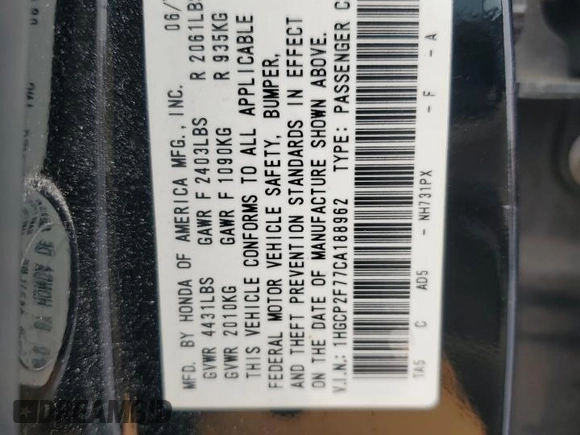 MFD. BY HONDA OF AMERICA MFG., INC. 06/
GVWR 4431LBS GAWR F 2403LBS R 2061LBS
GVWR 2010KG GAWR F 1090KG R 935KG
THIS VEHICLE CONFORMS TO ALL APPLICABLE
FEDERAL MOTOR VEHICLE SAFETY, BUMPER,
AND THEFT PREVENTION STANDARDS IN EFFECT
ON THE DATE OF MANUFACTURE SHOWN ABOVE.
V.I.N.: 1HGCP2F77CA188962 TYPE: PASSENGER C
TA5 C AD5 - NH731PX - F - A
DREAMBID